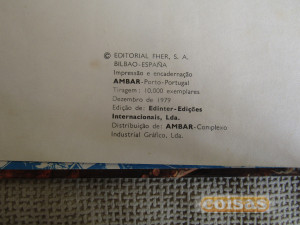 © EDITORIAL FHER, S. A.
BILBAO-ESPAÑA
Impressão e encadernação
AMBAR-Porto-Portugal
Tiragem: 10,000 exemplares
Dezembro de 1979
Edição de: Edinter-Edições
Internacionais, Lda.
Distribuição de: AMBAR-Complexo
Industrial Gráfico, Lda.
coisas